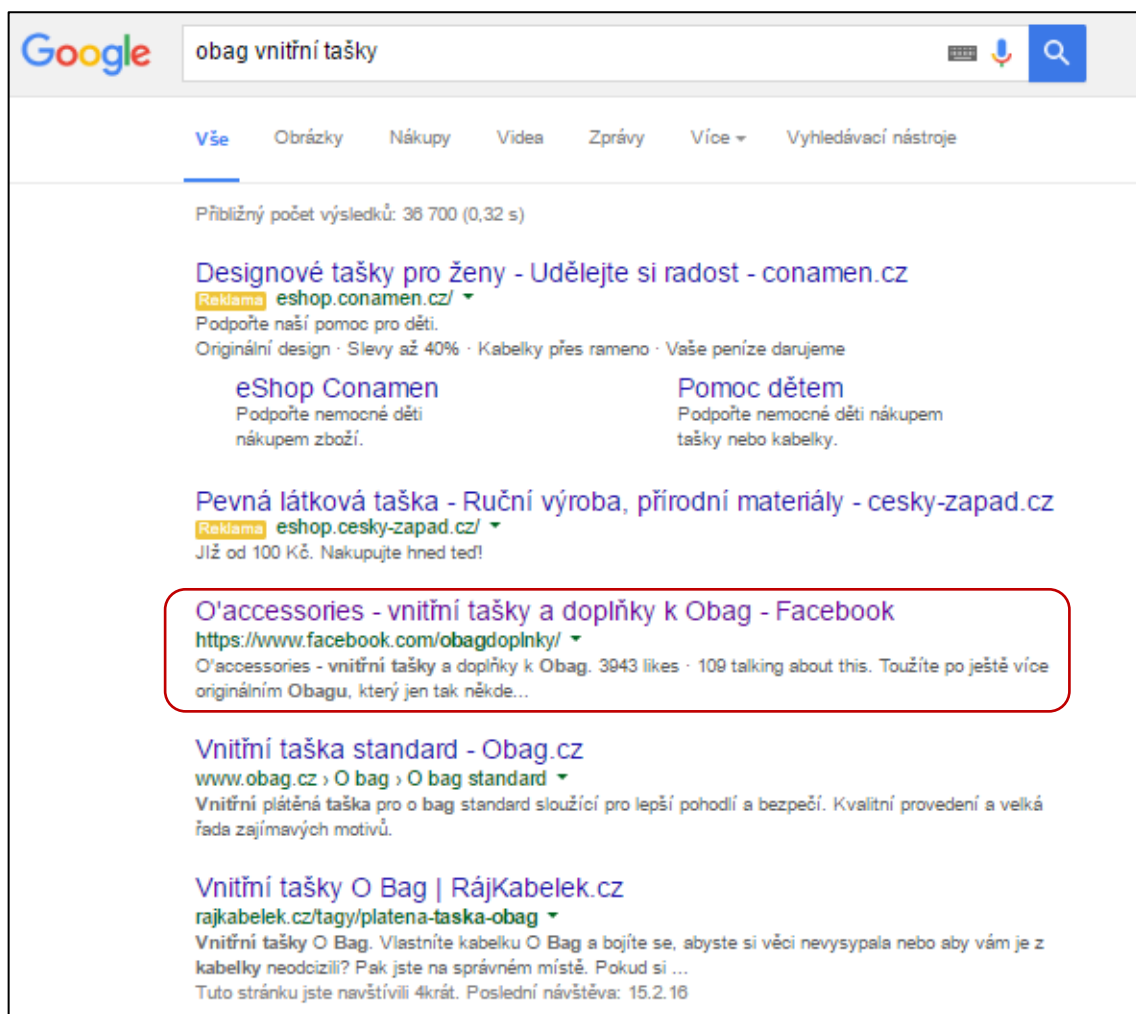 Google obag vnitřní tašky
Vše Obrázky Nákupy Videa Zprávy Více Vyhledávací nástroje
Přibližný počet výsledků: 36 700 (0,32 s)
Designové tašky pro ženy - Udělejte si radost - conamen.cz
Reklama eshop.conamen.cz/
Podpořte naší pomoc pro děti.
Originální design · Slevy až 40% · Kabelky přes rameno · Vaše peníze darujeme
eShop Conamen
Podpořte nemocné děti
nákupem zboží.
Pomoc dětem
Podpořte nemocné děti nákupem
tašky nebo kabelky.
Pevná látková taška - Ruční výroba, přírodní materiály - cesky-zapad.cz
Reklama eshop.cesky-zapad.cz/
JIž od 100 Kč. Nakupujte hned teď!
O'accessories - vnitřní tašky a doplňky k Obag - Facebook
https://www.facebook.com/obagdoplnky/
O'accessories - vnitřní tašky a doplňky k Obag. 3943 likes · 109 talking about this. Toužíte po ještě více
originálním Obagu, který jen tak někde...
Vnitřní taška standard - Obag.cz
www.obag.cz › O bag › O bag standard
Vnitřní plátěná taška pro o bag standard sloužící pro lepší pohodlí a bezpečí. Kvalitní provedení a velká
řada zajímavých motivů.
Vnitřní tašky O Bag | RájKabelek.cz
rajkabelek.cz/tagy/platena-taska-obag
Vnitřní tašky O Bag. Vlastníte kabelku O Bag a bojíte se, abyste si věci nevysypala nebo aby vám je z
kabelky neodcizili? Pak jste na správném místě. Pokud si ...
Tuto stránku jste navštívili 4krát. Poslední návštěva: 15.2.16